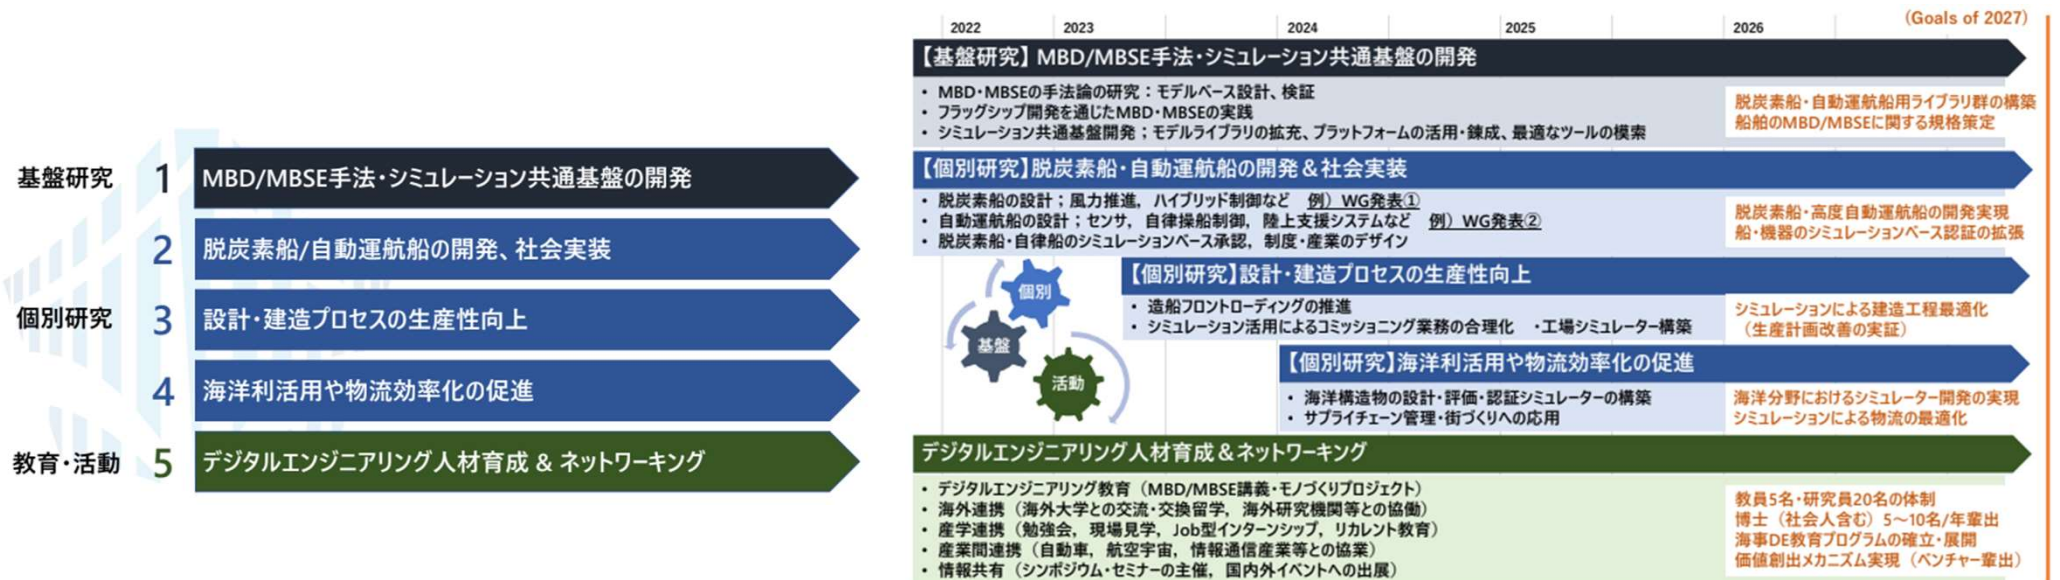 基盤研究
1
MBD/MBSE手法・シミュレーション共通基盤の開発
2
脱炭素船/自動運航船の開発、社会実装
個別研究
3
設計・建造プロセスの生産性向上
4
海洋利活用や物流効率化の促進
教育・活動
5
デジタルエンジニアリング人材育成 & ネットワーキング
2022
2023
2024
2025
2026
(Goals of 2027)
【基盤研究】 MBD/MBSE手法・シミュレーション共通基盤の開発
・ MBD・MBSEの手法論の研究：モデルベース設計、検証
・ フラッグシップ開発を通じたMBD・MBSEの実践
・ シミュレーション共通基盤開発；モデルライブラリの拡充、プラットフォームの活用・錬成、最適なツールの模索
脱炭素船・自動運航船用ライブラリ群の構築
船舶のMBD/MBSEに関する規格策定
【個別研究】脱炭素船・自動運航船の開発＆社会実装
・ 脱炭素船の設計；風力推進，ハイブリッド制御など 例）WG発表①
・ 自動運航船の設計；センサ，自律操船制御，陸上支援システムなど 例）WG発表②
・ 脱炭素船・自律船のシミュレーションベース承認，制度・産業のデザイン
脱炭素船・高度自動運航船の開発実現
船・機器のシミュレーションベース認証の拡張
個別
基盤
活動
【個別研究】設計・建造プロセスの生産性向上
・ 造船フロントローディングの推進
・ シミュレーション活用によるコミッショニング業務の合理化 ・工場シミュレーター構築
シミュレーションによる建造工程最適化
（生産計画改善の実証）
【個別研究】海洋利活用や物流効率化の促進
・ 海洋構造物の設計・評価・認証シミュレーターの構築
・ サプライチェーン管理・街づくりへの応用
海洋分野におけるシミュレーター開発の実現
シミュレーションによる物流の最適化
デジタルエンジニアリング人材育成＆ネットワーキング
・ デジタルエンジニアリング教育（MBD/MBSE講義・モノづくりプロジェクト）
・ 海外連携（海外大学との交流・交換留学，海外研究機関等との協働）
・ 産学連携（勉強会，現場見学，Job型インターンシップ，リカレント教育）
・ 産業間連携（自動車，航空宇宙，情報通信産業等との協業）
・ 情報共有（シンポジウム・セミナーの主催，国内外イベントへの出展）
教員5名・研究員20名の体制
博士（社会人含む）5～10名/年輩出
海事DE教育プログラムの確立・展開
価値創出メカニズム実現（ベンチャー輩出）